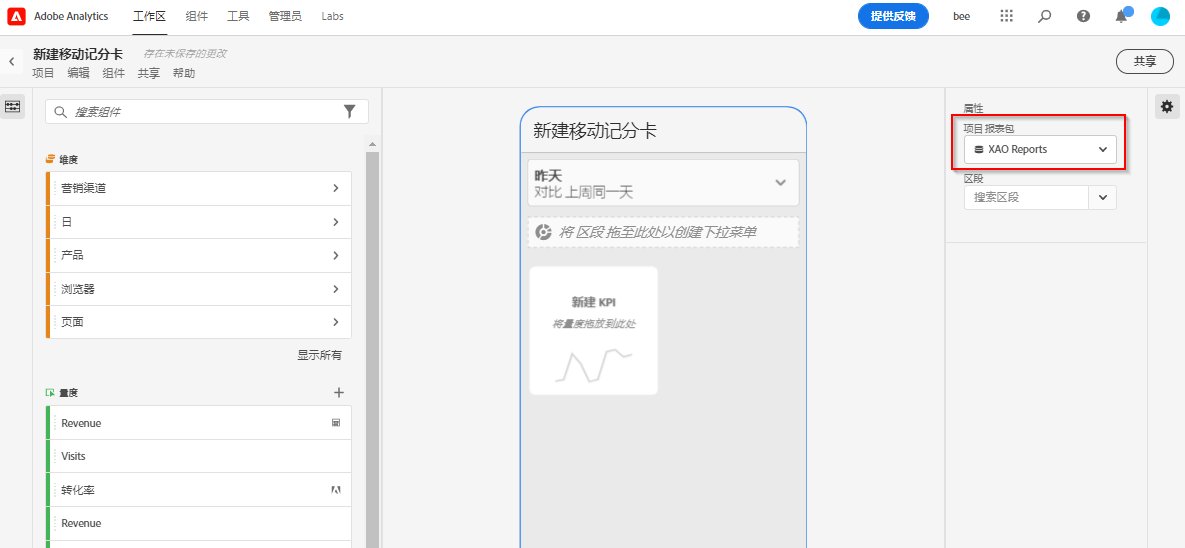 Adobe Analytics 工作区 组件 工具 管理员 Labs 提供反馈 bee
新建移动记分卡 存在未保存的更改
项目 编辑 组件 共享 帮助
共享
搜索组件
维度
营销渠道
日
产品
浏览器
页面
显示所有
量度
Revenue
Visits
转化率
Revenue
新建移动记分卡
昨天
对比 上周同一天
将 区段 拖至此处以创建下拉菜单
新建 KPI
将量度拖放到此处
属性
项目 报表包
XAO Reports
区段
搜索区段